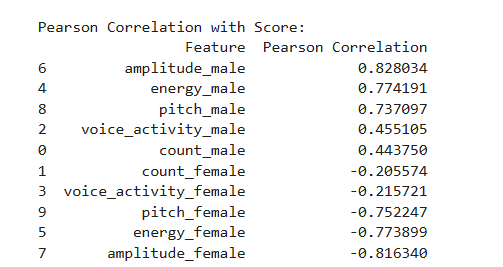 Pearson Correlation with Score:
Feature Pearson Correlation
6 amplitude_male 0.828034
4 energy_male 0.774191
8 pitch_male 0.737097
2 voice_activity_male 0.455105
0 count_male 0.443750
1 count_female -0.205574
3 voice_activity_female -0.215721
9 pitch_female -0.752247
5 energy_female -0.773899
7 amplitude_female -0.816340